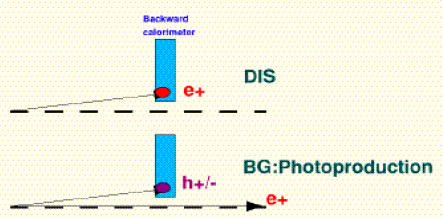 Backward
calorimeter
e+
DIS
h+/-
BG:Photoproduction
e+